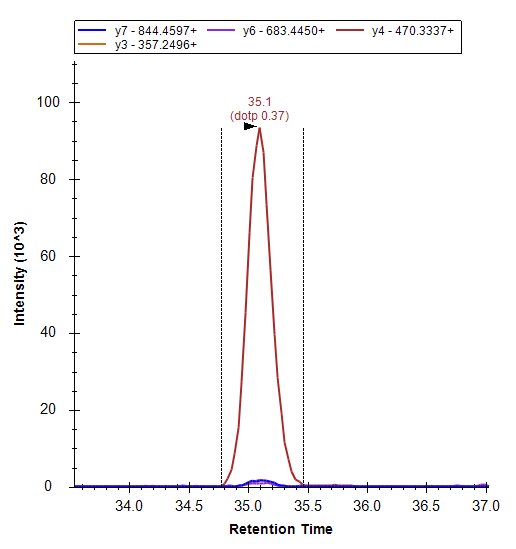 y7 - 844.4597+ y6 - 683.4450+ y4 - 470.3337+
y3 - 357.2496+
35.1
(dotp 0.37)
100
80
60
40
20
0
Intensity (10^3)
34.0 34.5 35.0 35.5 36.0 36.5 37.0
Retention Time